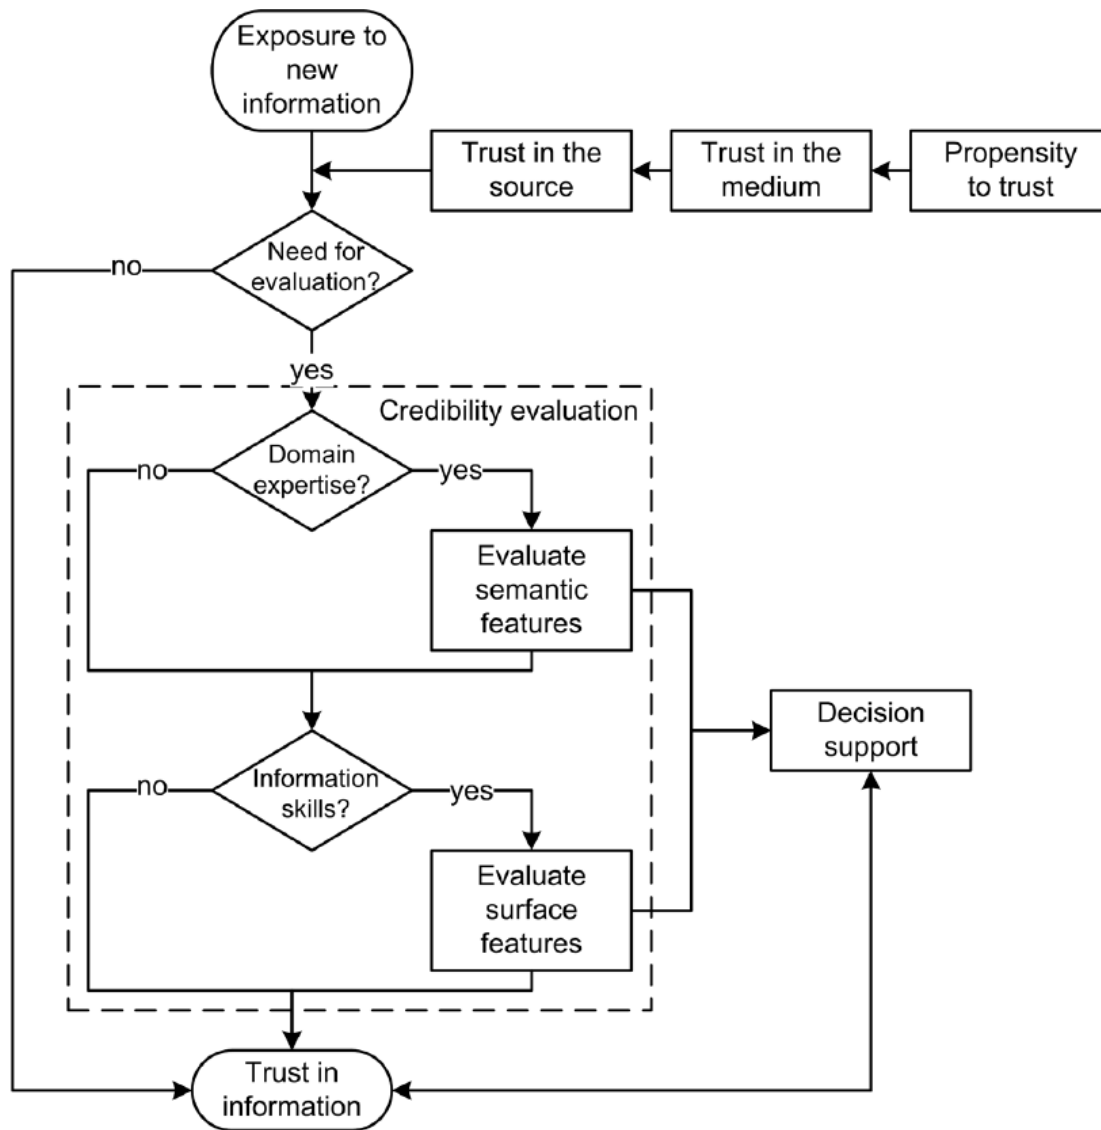 Exposure to
new
information
Trust in the
source
Trust in the
medium
Propensity
to trust
Need for
evaluation?
no
yes
Credibility evaluation
Domain
expertise?
no
yes
Evaluate
semantic
features
Decision
support
Information
skills?
no
yes
Evaluate
surface
features
Trust in
information